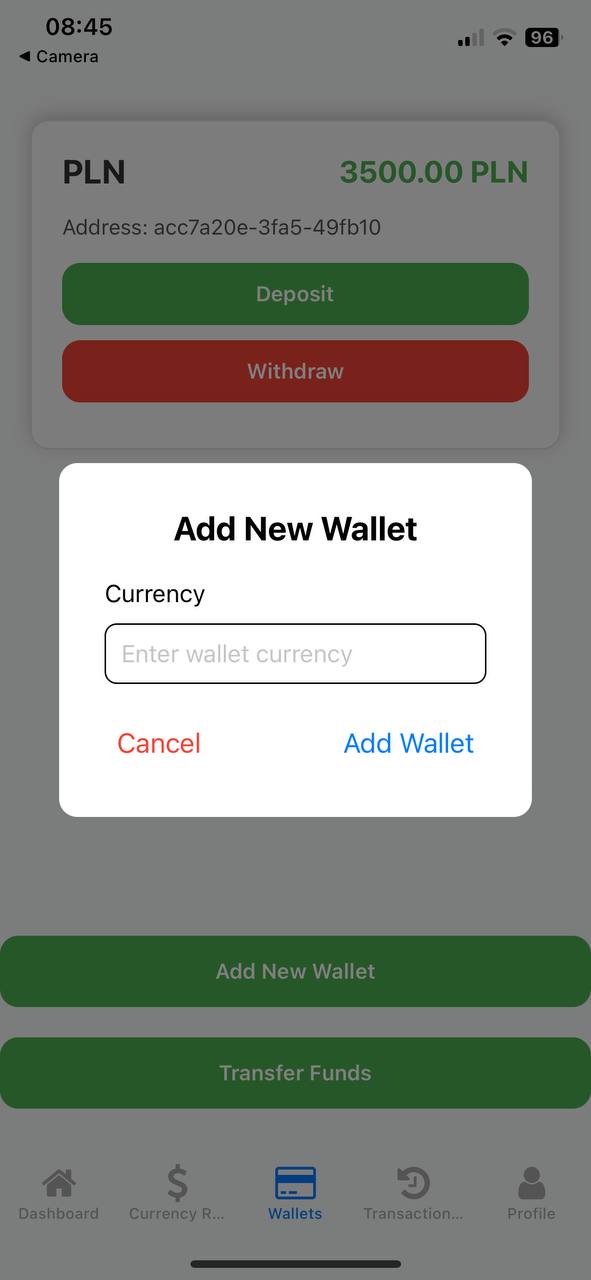 08:45
96
◀ Camera
PLN
3500.00 PLN
Address: acc7a20e-3fa5-49fb10
Deposit
Withdraw
Add New Wallet
Currency
Enter wallet currency
Cancel
Add Wallet
Add New Wallet
Transfer Funds
Dashboard
Currency R...
Wallets
Transaction...
Profile